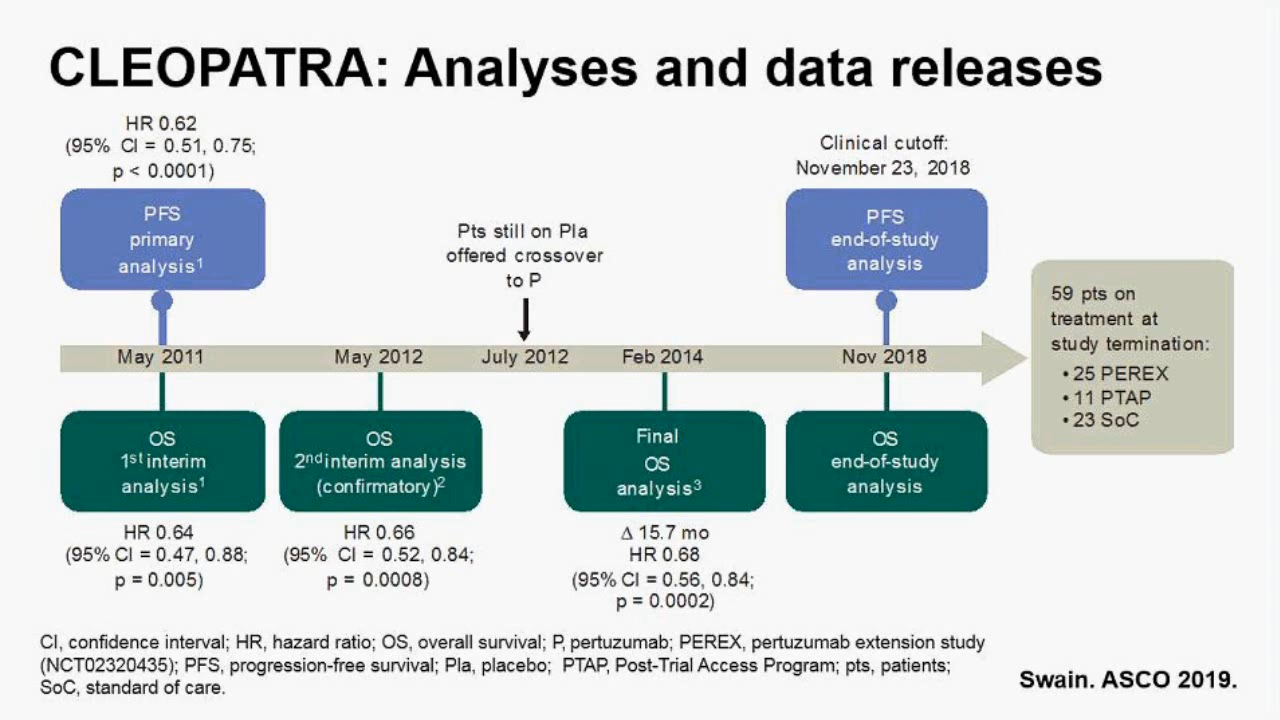 CLEOPATRA: Analyses and data releases
HR 0.62
(95% CI = 0.51, 0.75;
p < 0.0001)
PFS
primary
analysis1
Pts still on Pla
offered crossover
to P
Clinical cutoff:
November 23, 2018
PFS
end-of-study
analysis
May 2011
May 2012
July 2012
Feb 2014
Nov 2018
59 pts on
treatment at
study termination:
• 25 PEREX
• 11 PTAP
• 23 SoC
OS
1st interim
analysis1
HR 0.64
(95% CI = 0.47, 0.88;
p = 0.005)
OS
2nd interim analysis
(confirmatory)2
HR 0.66
(95% CI = 0.52, 0.84;
p = 0.0008)
Final
OS
analysis3
Δ 15.7 mo
HR 0.68
(95% CI = 0.56, 0.84;
p = 0.0002)
OS
end-of-study
analysis
CI, confidence interval; HR, hazard ratio; OS, overall survival; P, pertuzumab; PEREX, pertuzumab extension study
(NCT02320435); PFS, progression-free survival; Pla, placebo; PTAP, Post-Trial Access Program; pts, patients;
SoC, standard of care.
Swain. ASCO 2019.